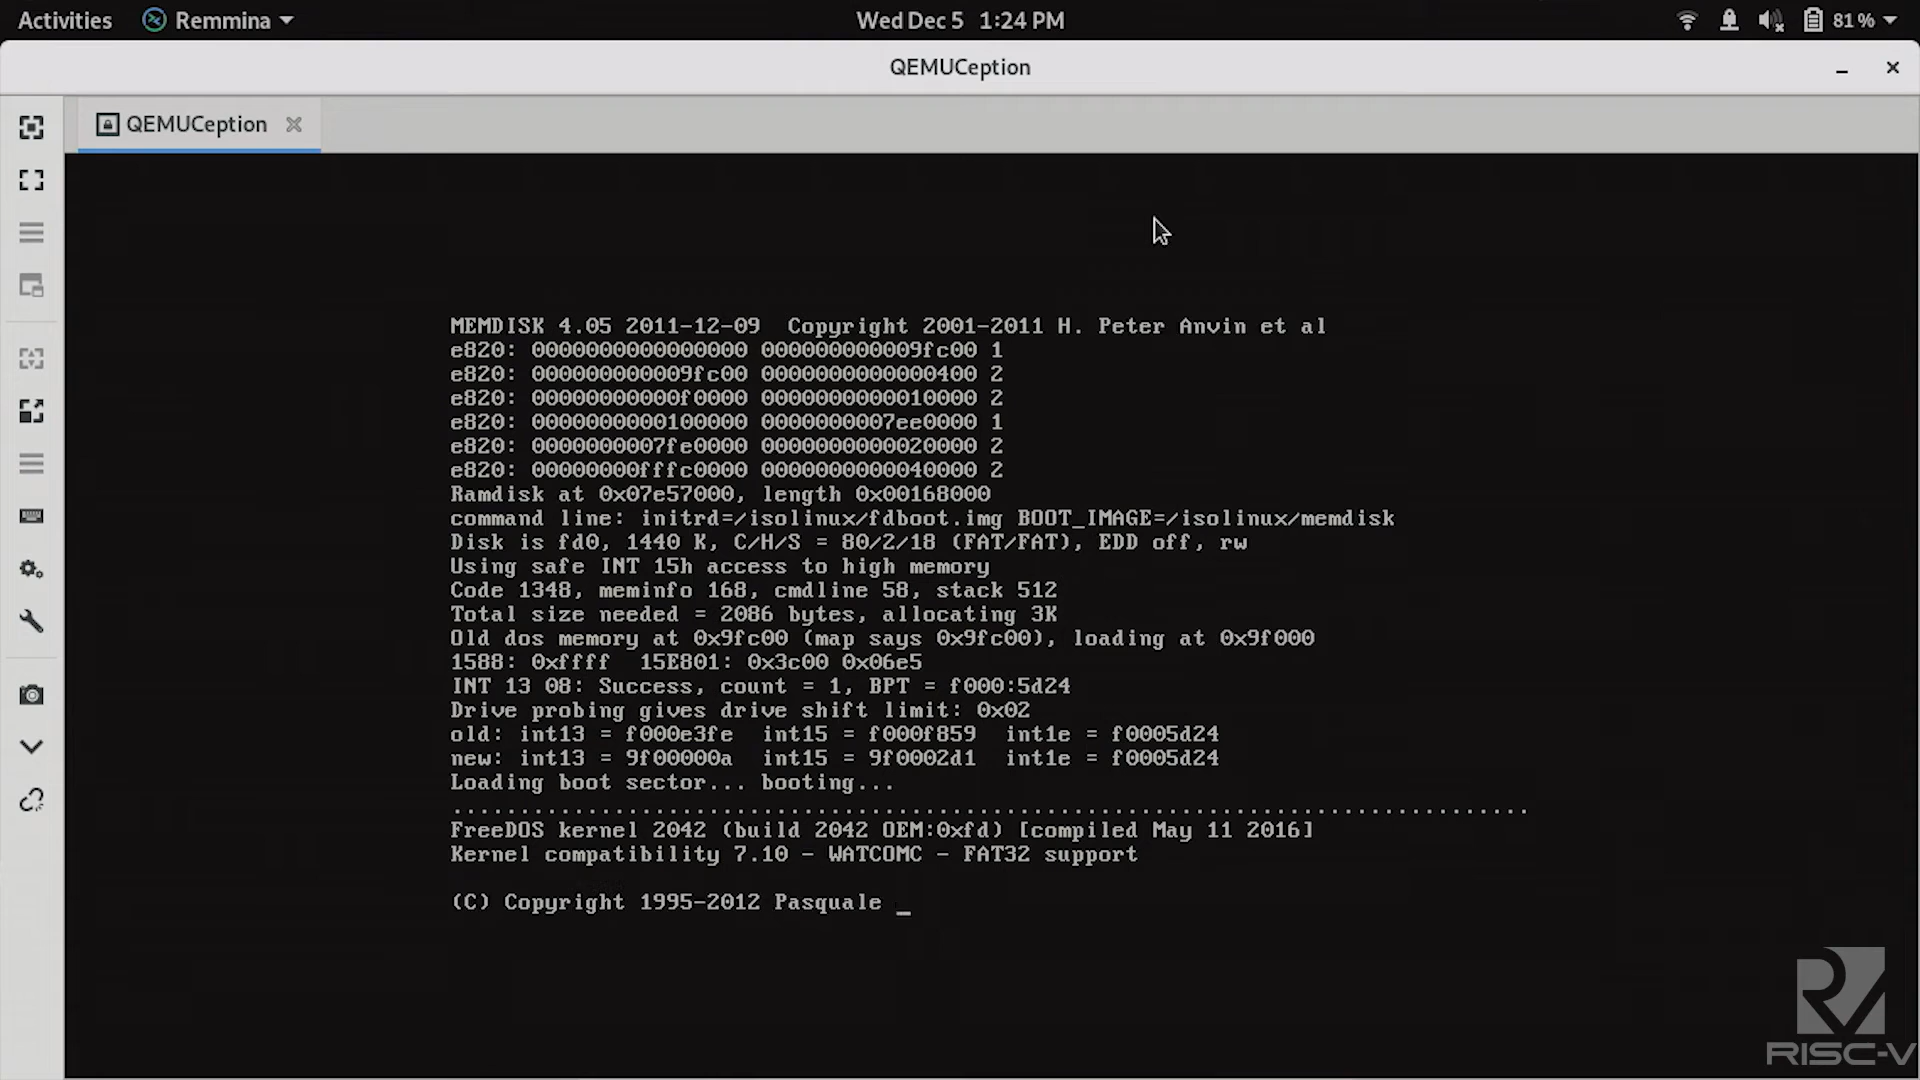 Activities Remmina Wed Dec 5 1:24 PM 81%
QEMUCeption
QEMUCeption
MEMDISK 4.05 2011-12-09 Copyright 2001-2011 H. Peter Anvin et al
e820: 0000000000000000 000000000009fc00 1
e820: 000000000009fc00 0000000000000400 2
e820: 00000000000f0000 0000000000010000 2
e820: 0000000000100000 0000000007ee0000 1
e820: 0000000007fe0000 0000000000020000 2
e820: 00000000fffc0000 0000000000040000 2
Ramdisk at 0x07e57000, length 0x00168000
command line: initrd=/isolinux/fdboot.img BOOT_IMAGE=/isolinux/memdisk
Disk is fd0, 1440 K, C/H/S = 80/2/18 (FAT/FAT), EDD off, rw
Using safe INT 15h access to high memory
Code 1348, meminfo 168, cmdline 58, stack 512
Total size needed = 2086 bytes, allocating 3K
Old dos memory at 0x9fc00 (map says 0x9fc00), loading at 0x9f000
1588: 0xffff 15E801: 0x3c00 0x06e5
INT 13 08: Success, count = 1, BPT = f000:5d24
Drive probing gives drive shift limit: 0x02
old: int13 = f000e3fe int15 = f000f859 int1e = f0005d24
new: int13 = 9f00000a int15 = 9f0002d1 int1e = f0005d24
Loading boot sector... booting...
................................................................................
FreeDOS kernel 2042 (build 2042 OEM:0xfd) [compiled May 11 2016]
Kernel compatibility 7.10 - WATCOMC - FAT32 support
(C) Copyright 1995-2012 Pasquale _
RISC-V